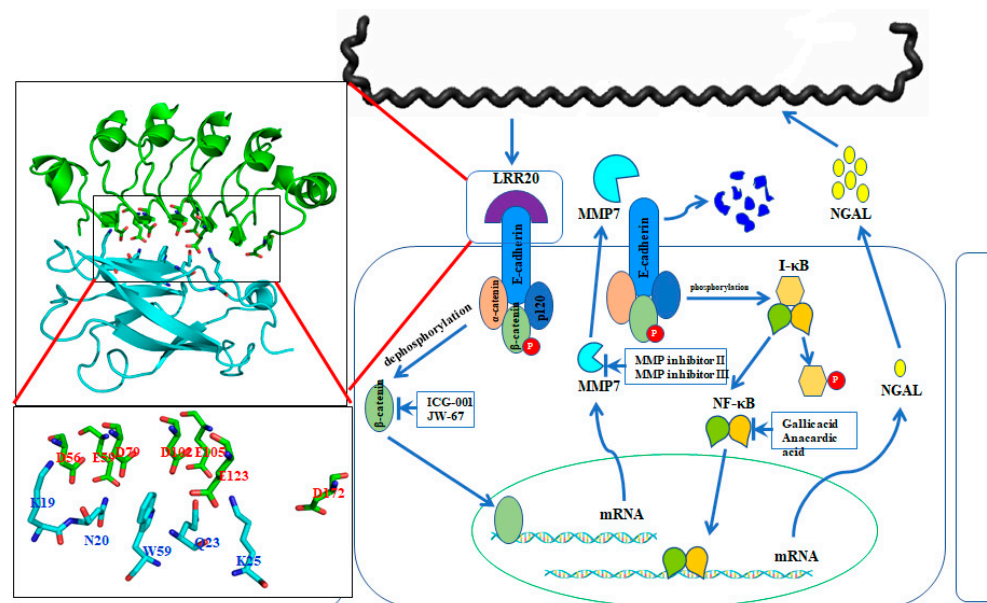 LRR20
E-cadherin
α-catenin
β-catenin
p120
P
dephosphorylation
β-catenin
ICG-001
JW-67
MMP7
E-cadherin
P
MMP7
MMP inhibitor II
MMP inhibitor III
mRNA
phosphorylation
I-κB
P
NF-κB
Gallic acid
Anacardic
acid
NGAL
NGAL
mRNA
D56
E58
D79
D102
E105
E123
D172
K19
N20
W59
Q23
K25